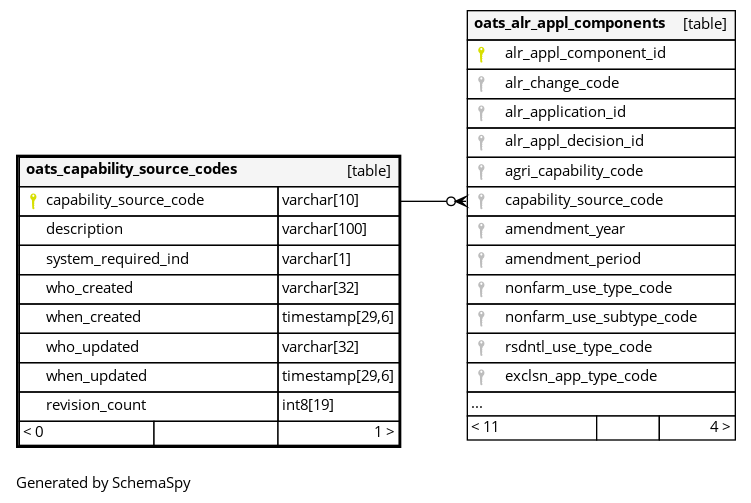 oats_capability_source_codes [table]
capability_source_code varchar[10]
description varchar[100]
system_required_ind varchar[1]
who_created varchar[32]
when_created timestamp[29,6]
who_updated varchar[32]
when_updated timestamp[29,6]
revision_count int8[19]
< 0 1 >
oats_alr_appl_components [table]
alr_appl_component_id
alr_change_code
alr_application_id
alr_appl_decision_id
agri_capability_code
capability_source_code
amendment_year
amendment_period
nonfarm_use_type_code
nonfarm_use_subtype_code
rsdntl_use_type_code
exclsn_app_type_code
...
< 11 4 >
Generated by SchemaSpy